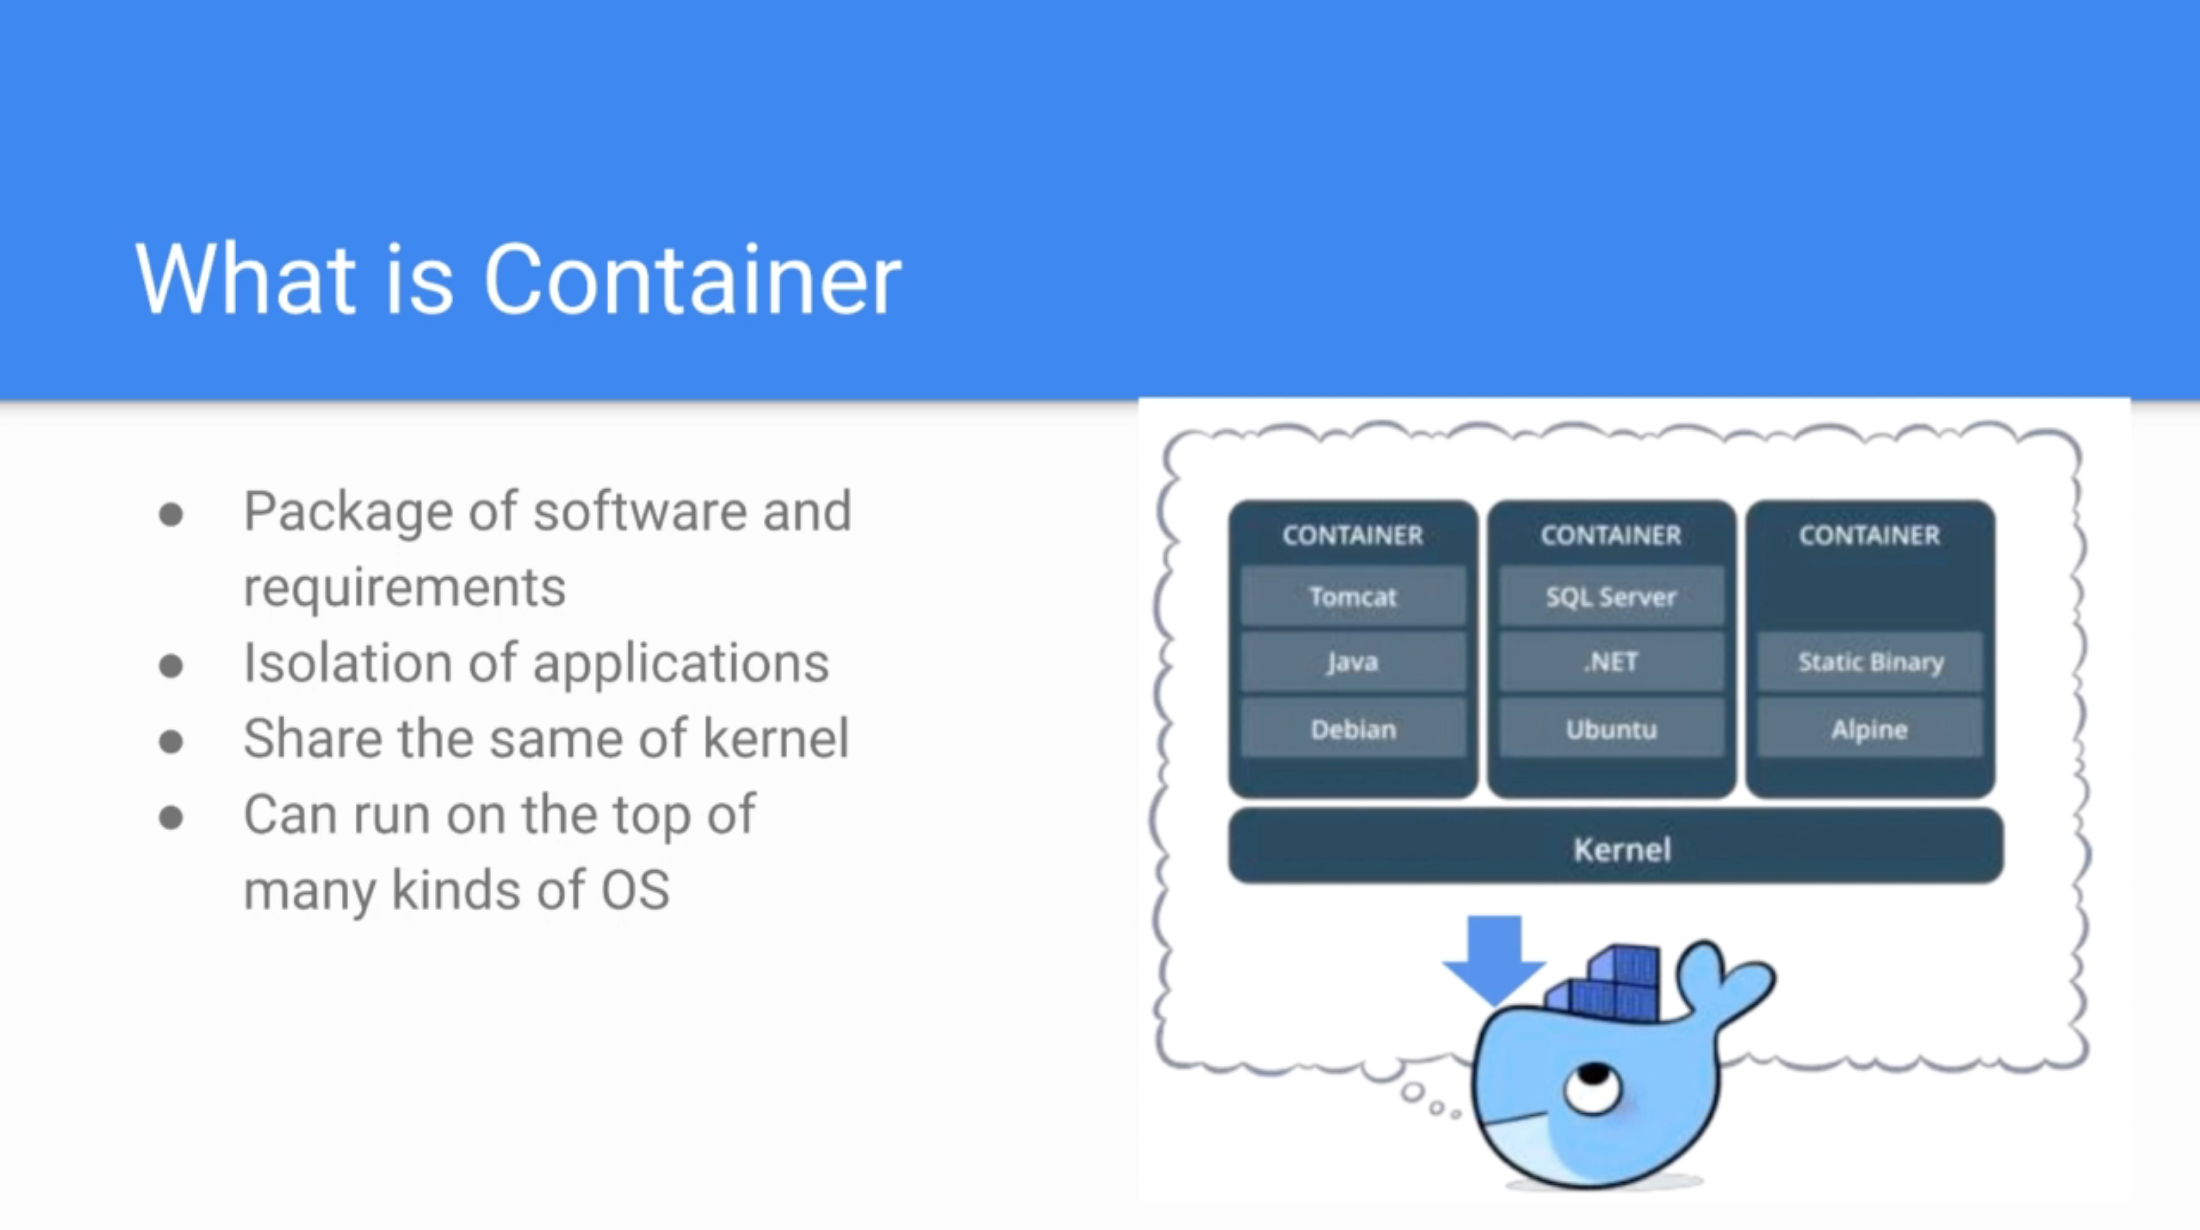 What is Container
● Package of software and
requirements
● Isolation of applications
● Share the same of kernel
● Can run on the top of
many kinds of OS
CONTAINER
Tomcat
Java
Debian
CONTAINER
SQL Server
.NET
Ubuntu
CONTAINER
Static Binary
Alpine
Kernel